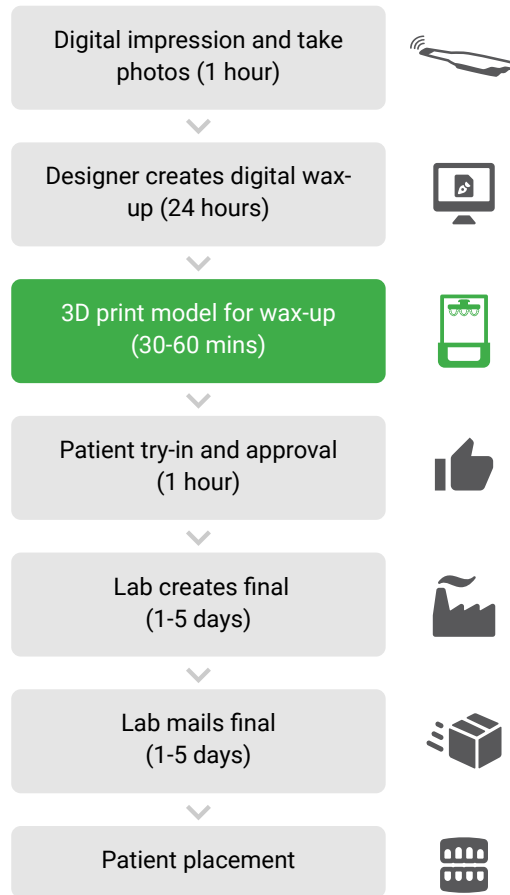 Digital impression and take
photos (1 hour)
Designer creates digital wax-
up (24 hours)
3D print model for wax-up
(30-60 mins)
Patient try-in and approval
(1 hour)
Lab creates final
(1-5 days)
Lab mails final
(1-5 days)
Patient placement